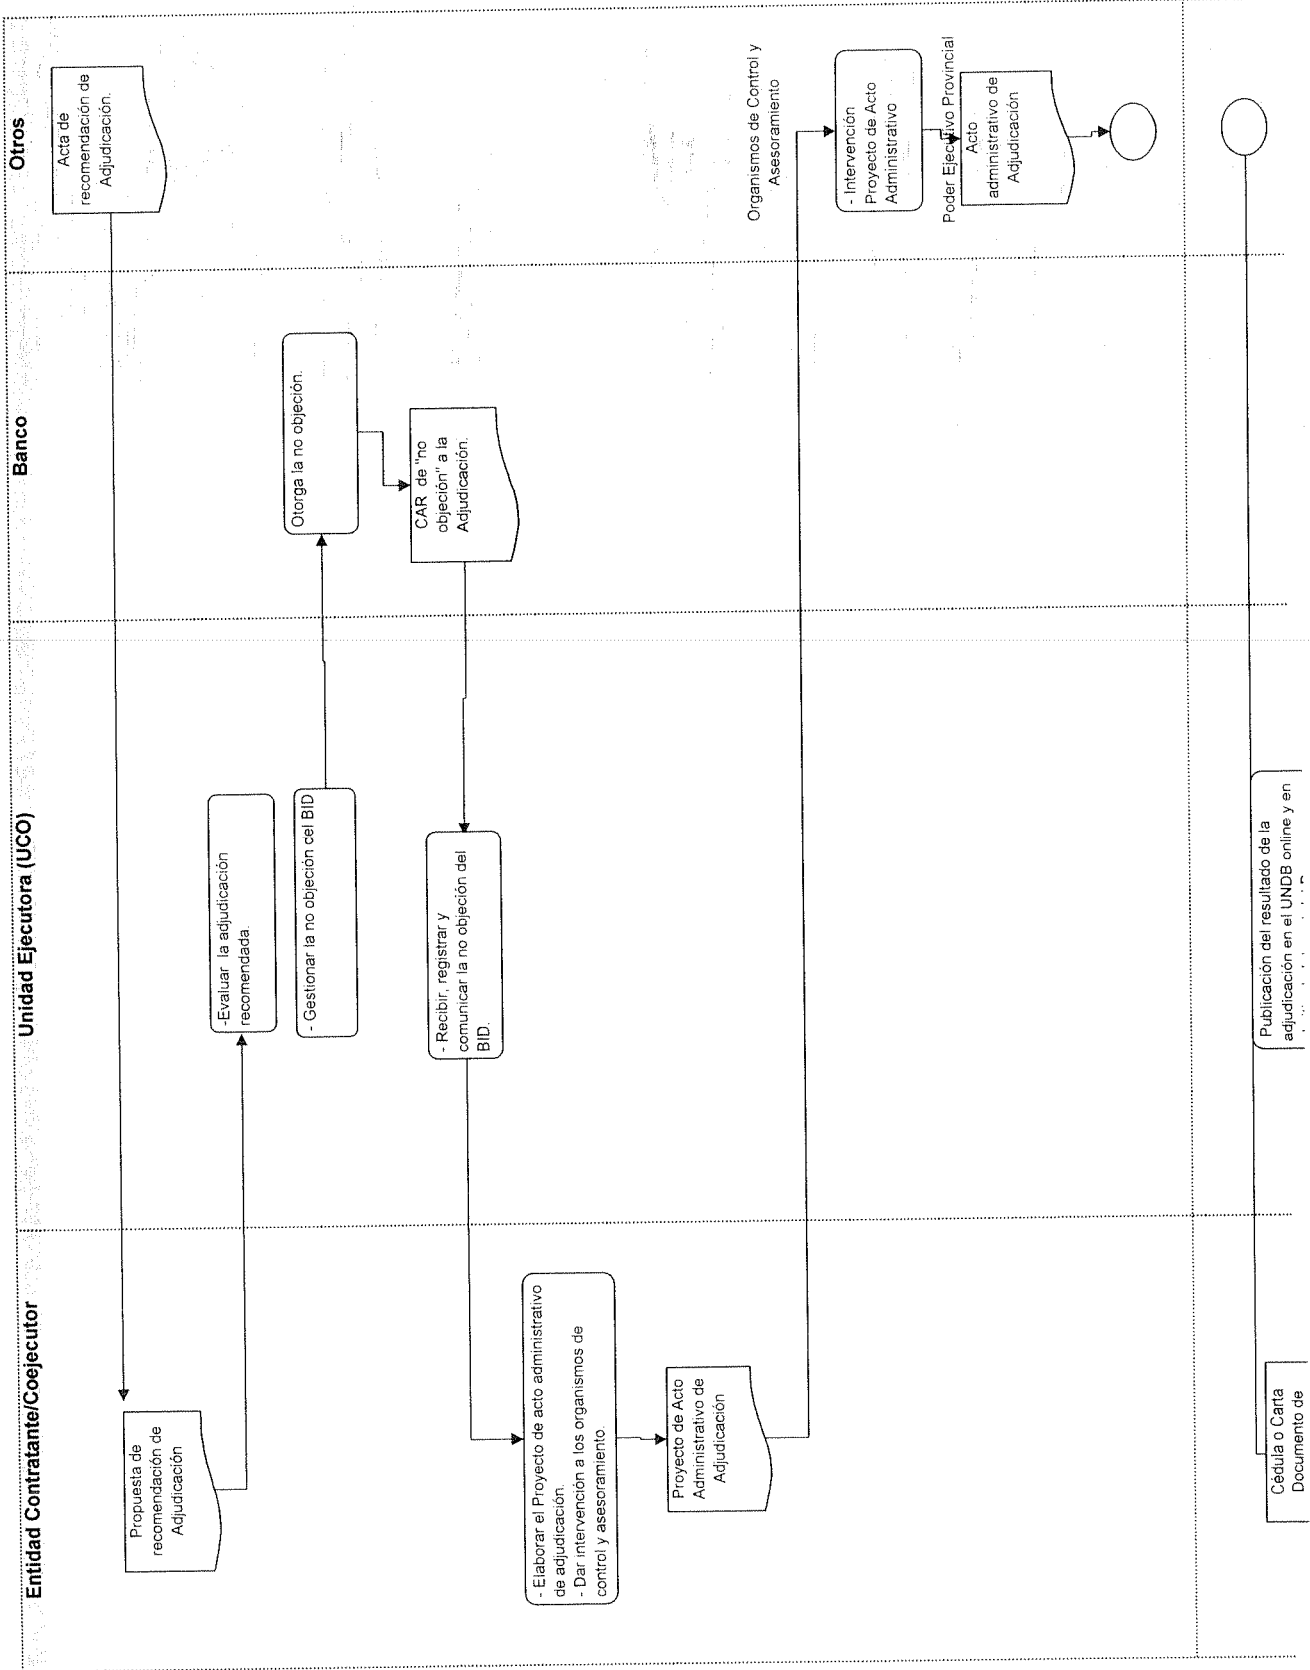 Entidad Contratante/Coejecutor
Unidad Ejecutora (UCO)
Banco
Otros
Acta de
recomendación de
Adjudicación.
Propuesta de
recomendación de
Adjudicación
-Evaluar la adjudicación
recomendada.
- Gestionar la no objeción cel BID
Otorga la no objeción.
CAR de "no
objeción" a la
Adjudicación.
- Recibir, registrar y
comunicar la no objeción del
BID.
- Elaborar el Proyecto de acto administrativo
de adjudicación.
- Dar intervención a los organismos de
control y asesoramiento.
Proyecto de Acto
Administrativo de
Adjudicación
Organismos de Control y
Asesoramiento
- Intervención
Proyecto de Acto
Administrativo
Poder Ejecutivo Provincial
Acto
administrativo de
Adjudicación
Publicación del resultado de la
adjudicación en el UNDB online y en
Cédula o Carta
Documento de